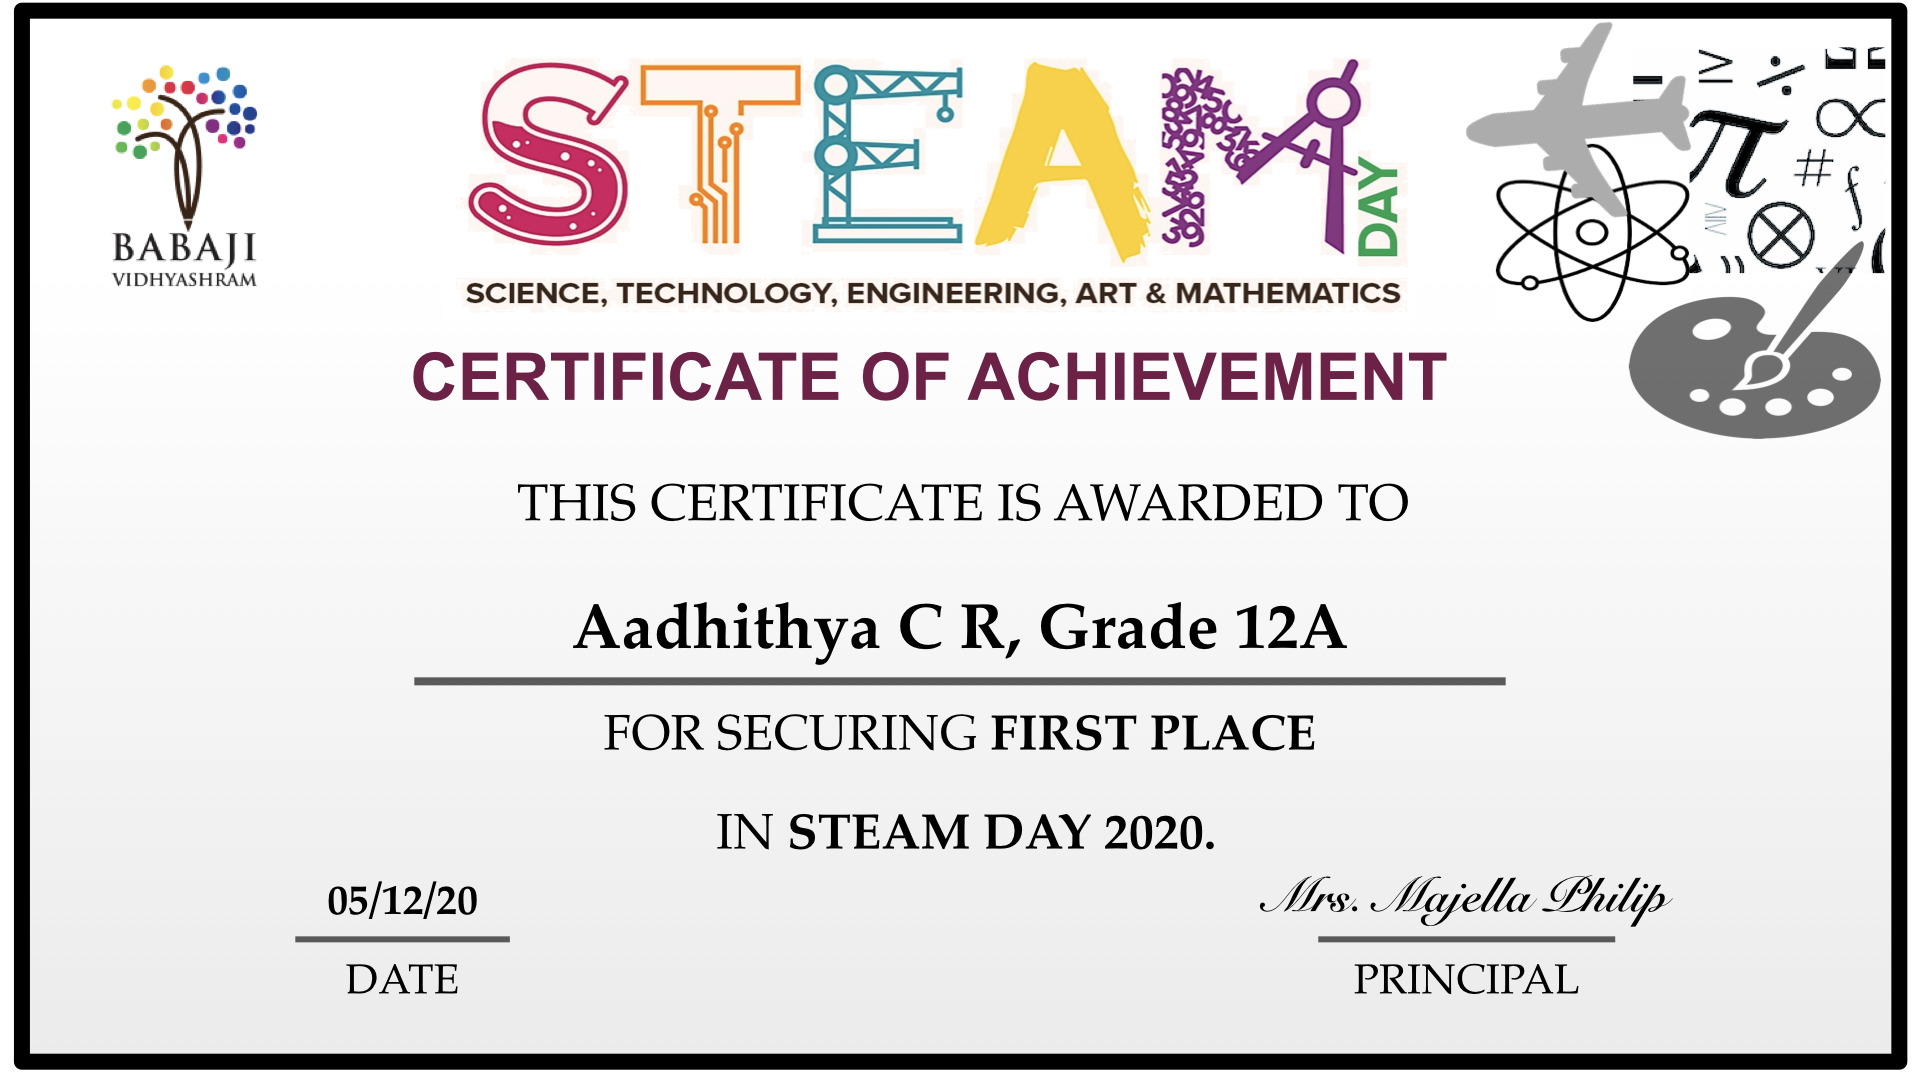 BABAJI
VIDHYASHRAM
STEAM DAY
SCIENCE, TECHNOLOGY, ENGINEERING, ART & MATHEMATICS
CERTIFICATE OF ACHIEVEMENT
THIS CERTIFICATE IS AWARDED TO
Aadhithya C R, Grade 12A
FOR SECURING FIRST PLACE
IN STEAM DAY 2020.
05/12/20
DATE
Mrs. Majella Philip
PRINCIPAL